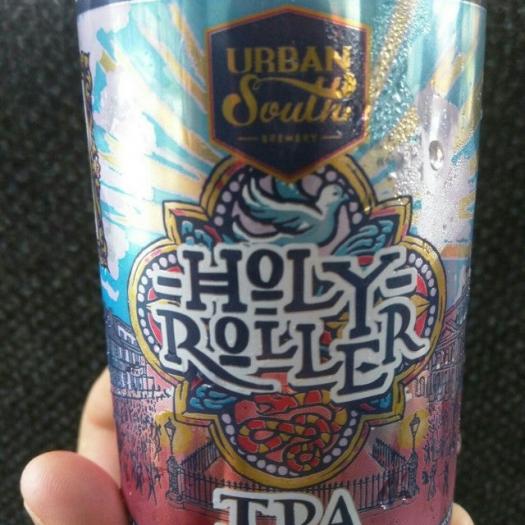 URBAN
South
BREWERY
HOLY
ROLLER
IPA